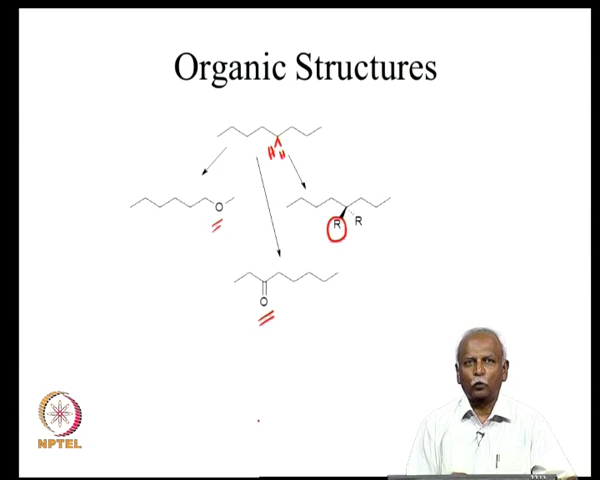 Organic Structures
H H
O
R R
O
NPTEL